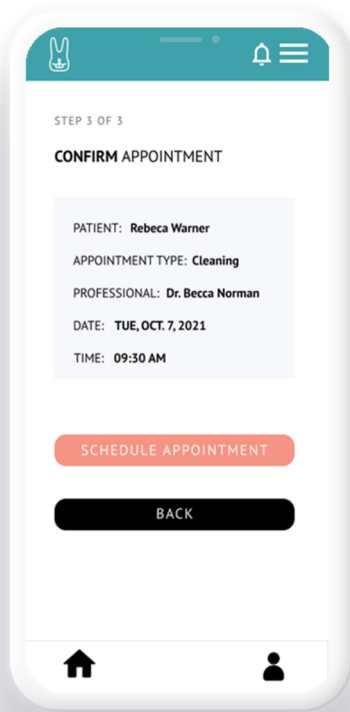 STEP 3 OF 3
CONFIRM APPOINTMENT
PATIENT: Rebeca Warner
APPOINTMENT TYPE: Cleaning
PROFESSIONAL: Dr. Becca Norman
DATE: TUE, OCT. 7, 2021
TIME: 09:30 AM
SCHEDULE APPOINTMENT
BACK